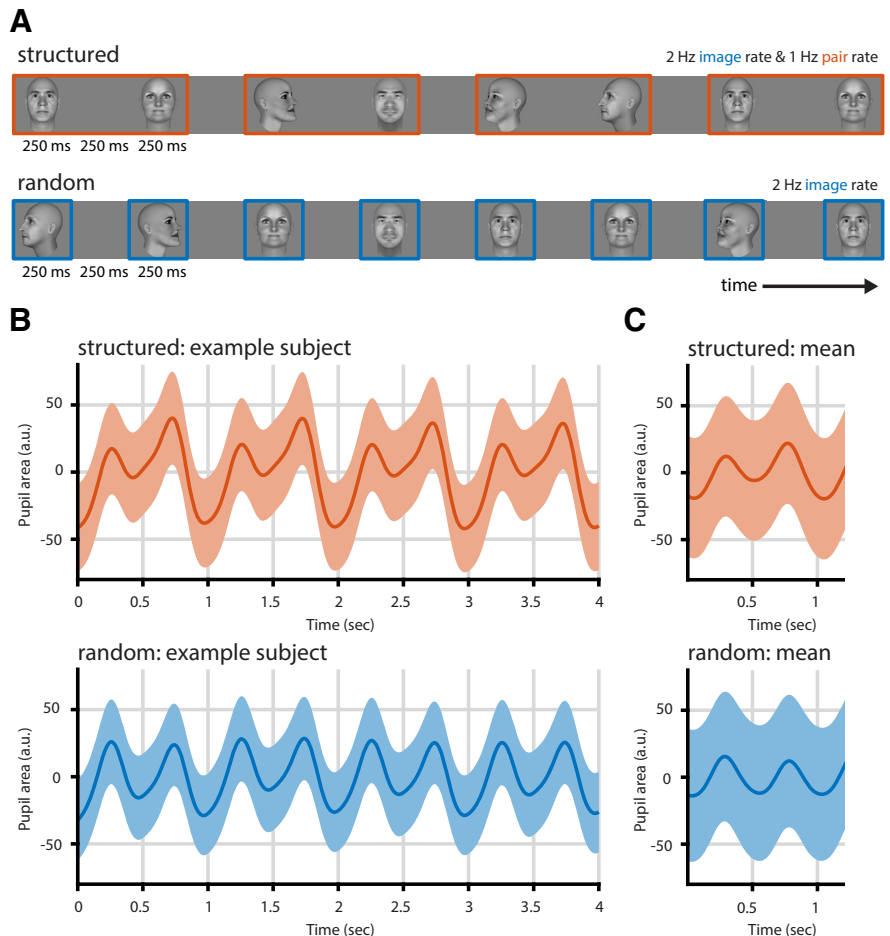 A
structured
2 Hz image rate & 1 Hz pair rate
250 ms 250 ms 250 ms
random
2 Hz image rate
250 ms 250 ms 250 ms
time
B
structured: example subject
50
0
-50
Pupil area (a.u.)
0 0.5 1 1.5 2 2.5 3 3.5 4
Time (sec)
random: example subject
50
0
-50
Pupil area (a.u.)
0 0.5 1 1.5 2 2.5 3 3.5 4
Time (sec)
C
structured: mean
50
0
-50
Pupil area (a.u.)
0.5 1
Time (sec)
random: mean
50
0
-50
Pupil area (a.u.)
0.5 1
Time (sec)